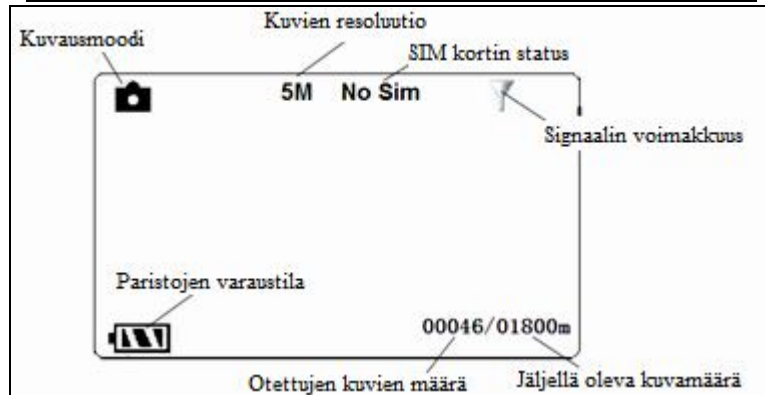 Kuvien resoluutio
Kuvausmoodi
SIM kortin status
5M No Sim
Signaalin voimakkuus
Paristojen varaustila
00046/01800m
Otettujen kuvien määrä
Jäljellä oleva kuvamäärä